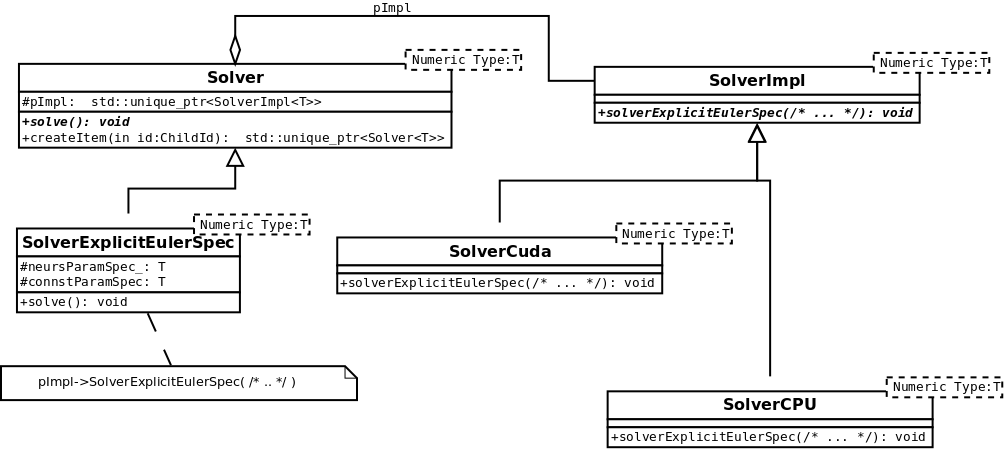 pImpl
Numeric Type:T
Solver
#pImpl:  std::unique_ptr<SolverImpl<T>>
+solve(): void
+createItem(in id:ChildId):  std::unique_ptr<Solver<T>>
Numeric Type:T
SolverImpl
+solverExplicitEulerSpec(/* ... */): void
Numeric Type:T
SolverExplicitEulerSpec
#neursParamSpec_: T
#connstParamSpec: T
+solve(): void
Numeric Type:T
SolverCuda
+solverExplicitEulerSpec(/* ... */): void
pImpl->SolverExplicitEulerSpec( /* .. */ )
Numeric Type:T
SolverCPU
+solverExplicitEulerSpec(/* ... */): void